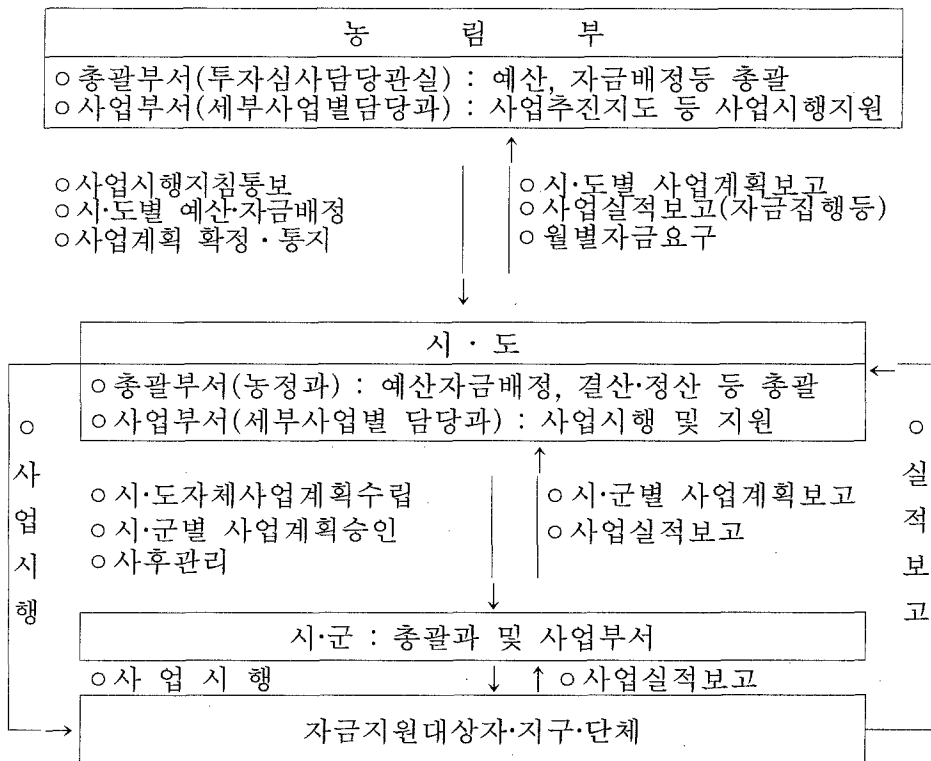 농 림 부
○ 총괄부서(투자심사담당관실) : 예산, 자금배정등 총괄
○ 사업부서(세부사업별담당과) : 사업추진지도 등 사업시행지원
○ 사업시행지침통보
○ 시·도별 예산·자금배정
○ 사업계획 확정·통지
○ 시·도별 사업계획보고
○ 사업실적보고(자금집행등)
○ 월별자금요구
시 · 도
○ 총괄부서(농정과) : 예산자금배정, 결산·정산 등 총괄
○ 사업부서(세부사업별 담당과) : 사업시행 및 지원
○ 사업시행
○ 실적보고
○ 시·도자체사업계획수립
○ 시·군별 사업계획승인
○ 사후관리
○ 시·군별 사업계획보고
○ 사업실적보고
시·군 : 총괄과 및 사업부서
○ 사 업 시 행
○ 사업실적보고
자금지원대상자·지구·단체